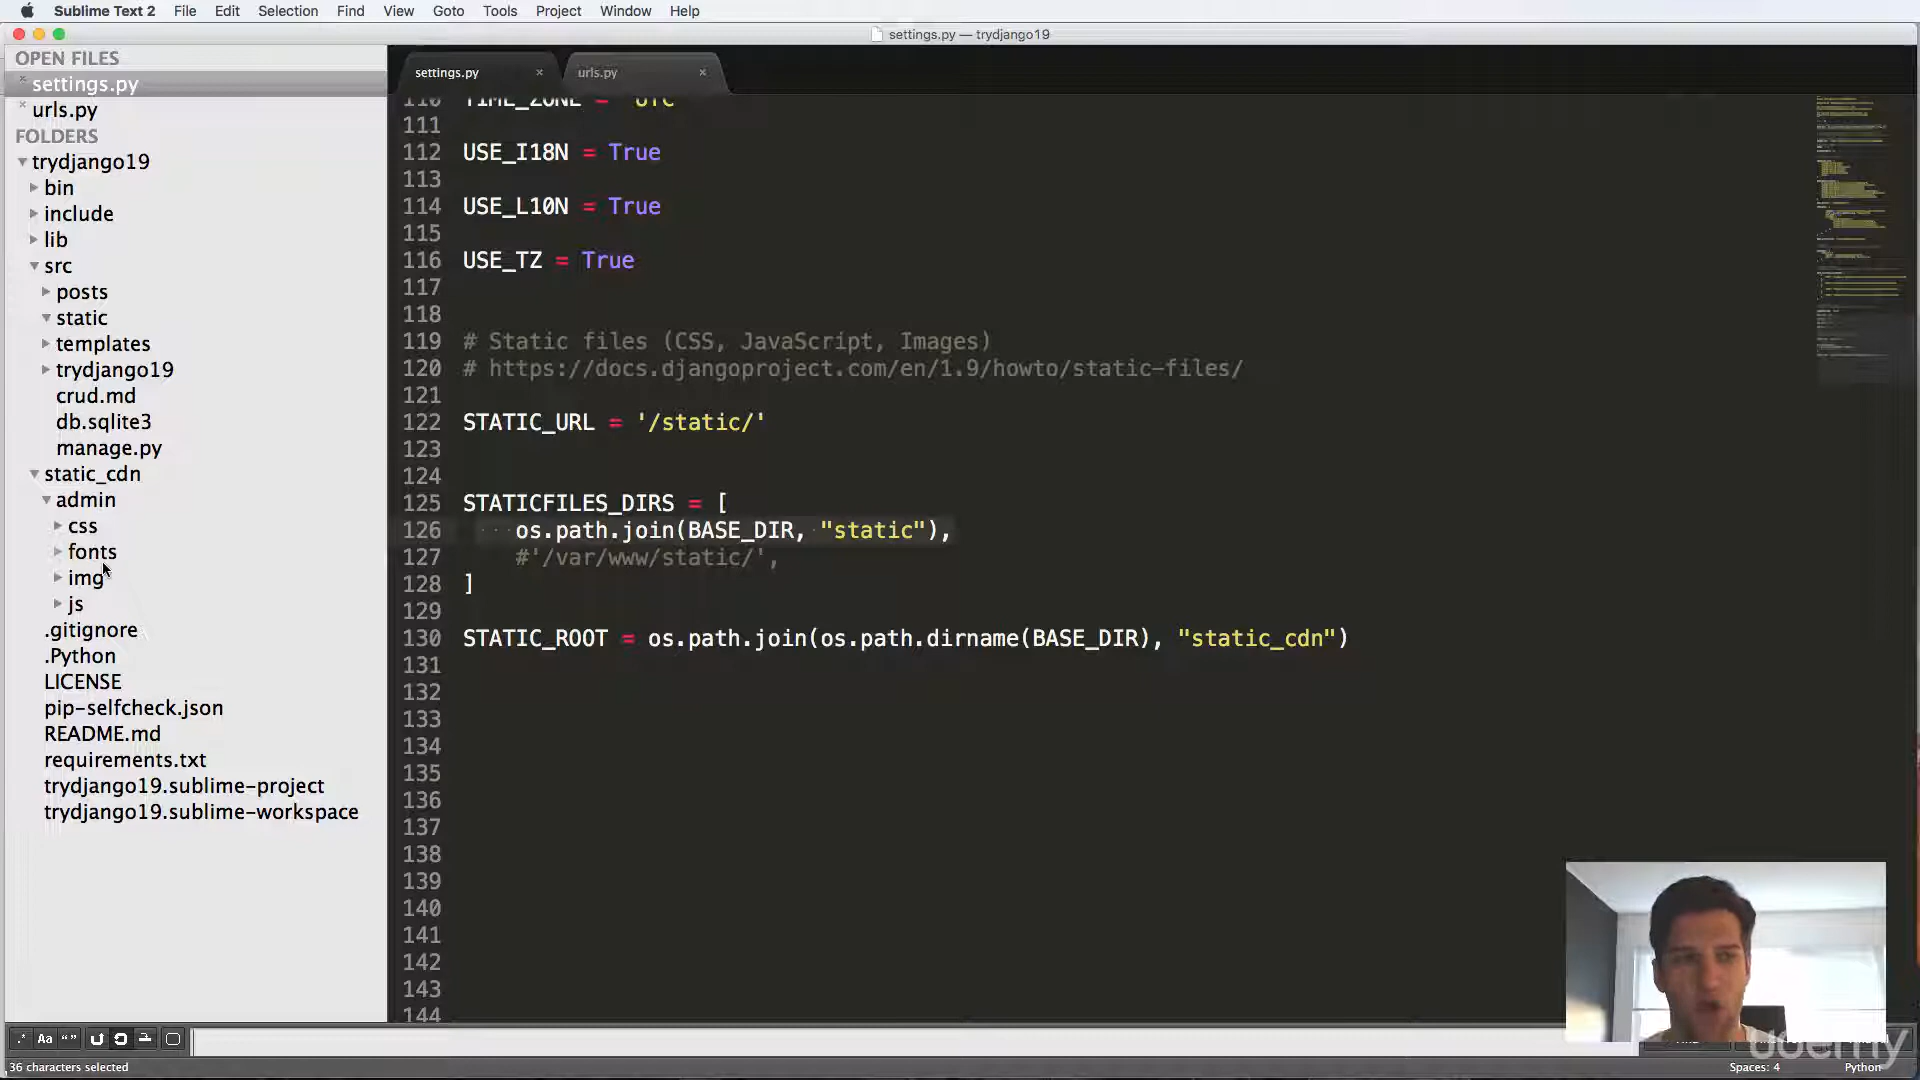 Sublime Text 2 File Edit Selection Find View Goto Tools Project Window Help
settings.py — trydjango19
OPEN FILES
settings.py
urls.py
FOLDERS
trydjango19
bin
include
lib
src
posts
static
templates
trydjango19
crud.md
db.sqlite3
manage.py
static_cdn
admin
css
fonts
img
js
.gitignore
.Python
LICENSE
pip-selfcheck.json
README.md
requirements.txt
trydjango19.sublime-project
trydjango19.sublime-workspace
settings.py × urls.py ×
110 TIME_ZONE = 'UTC'
111
112 USE_I18N = True
113
114 USE_L10N = True
115
116 USE_TZ = True
117
118
119 # Static files (CSS, JavaScript, Images)
120 # https://docs.djangoproject.com/en/1.9/howto/static-files/
121
122 STATIC_URL = '/static/'
123
124
125 STATICFILES_DIRS = [
126 os.path.join(BASE_DIR, "static"),
127 #'/var/www/static/',
128 ]
129
130 STATIC_ROOT = os.path.join(os.path.dirname(BASE_DIR), "static_cdn")
131
132
133
134
135
136
137
138
139
140
141
142
143
144
.* Aa “ ”
36 characters selected
Spaces: 4 Python
udemy